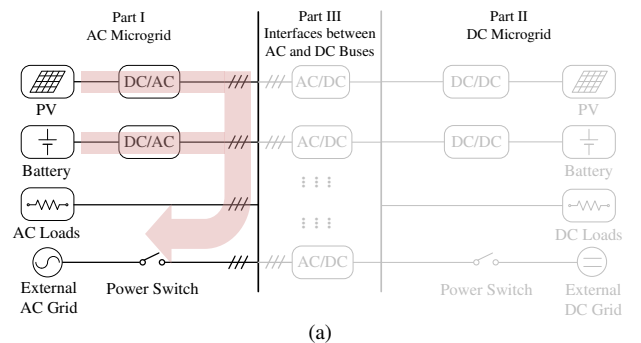 Part I
AC Microgrid
Part III
Interfaces between
AC and DC Buses
Part II
DC Microgrid
DC/AC
AC/DC
DC/DC
PV
PV
DC/AC
AC/DC
DC/DC
Battery
Battery
AC Loads
DC Loads
AC/DC
External
AC Grid
Power Switch
Power Switch
External
DC Grid
(a)